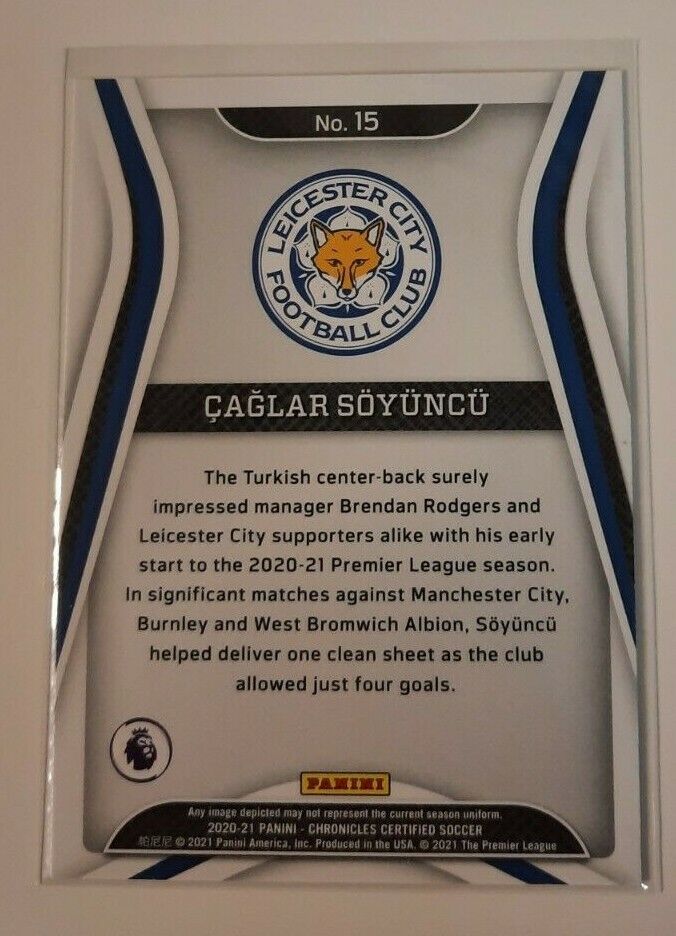 No. 15
LEICESTER CITY
FOOTBALL CLUB
ÇAĞLAR SÖYÜNCÜ
The Turkish center-back surely
impressed manager Brendan Rodgers and
Leicester City supporters alike with his early
start to the 2020-21 Premier League season.
In significant matches against Manchester City,
Burnley and West Bromwich Albion, Söyüncü
helped deliver one clean sheet as the club
allowed just four goals.
PANINI
Any image depicted may not represent the current season uniform.
2020-21 PANINI - CHRONICLES CERTIFIED SOCCER
帕尼尼 © 2021 Panini America, Inc. Produced in the USA. © 2021 The Premier League